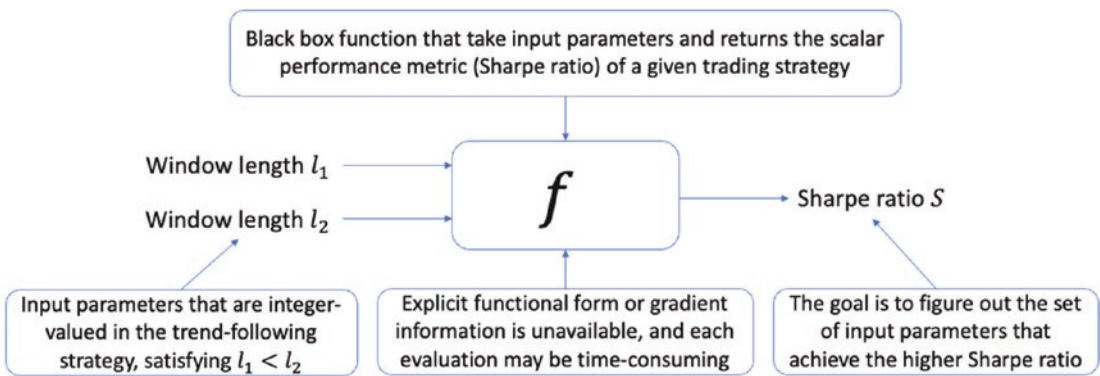 Black box function that take input parameters and returns the scalar
performance metric (Sharpe ratio) of a given trading strategy
Window length l₁
Window length l₂
f
Sharpe ratio S
Input parameters that are integer-
valued in the trend-following
strategy, satisfying l₁ < l₂
Explicit functional form or gradient
information is unavailable, and each
evaluation may be time-consuming
The goal is to figure out the set
of input parameters that
achieve the higher Sharpe ratio